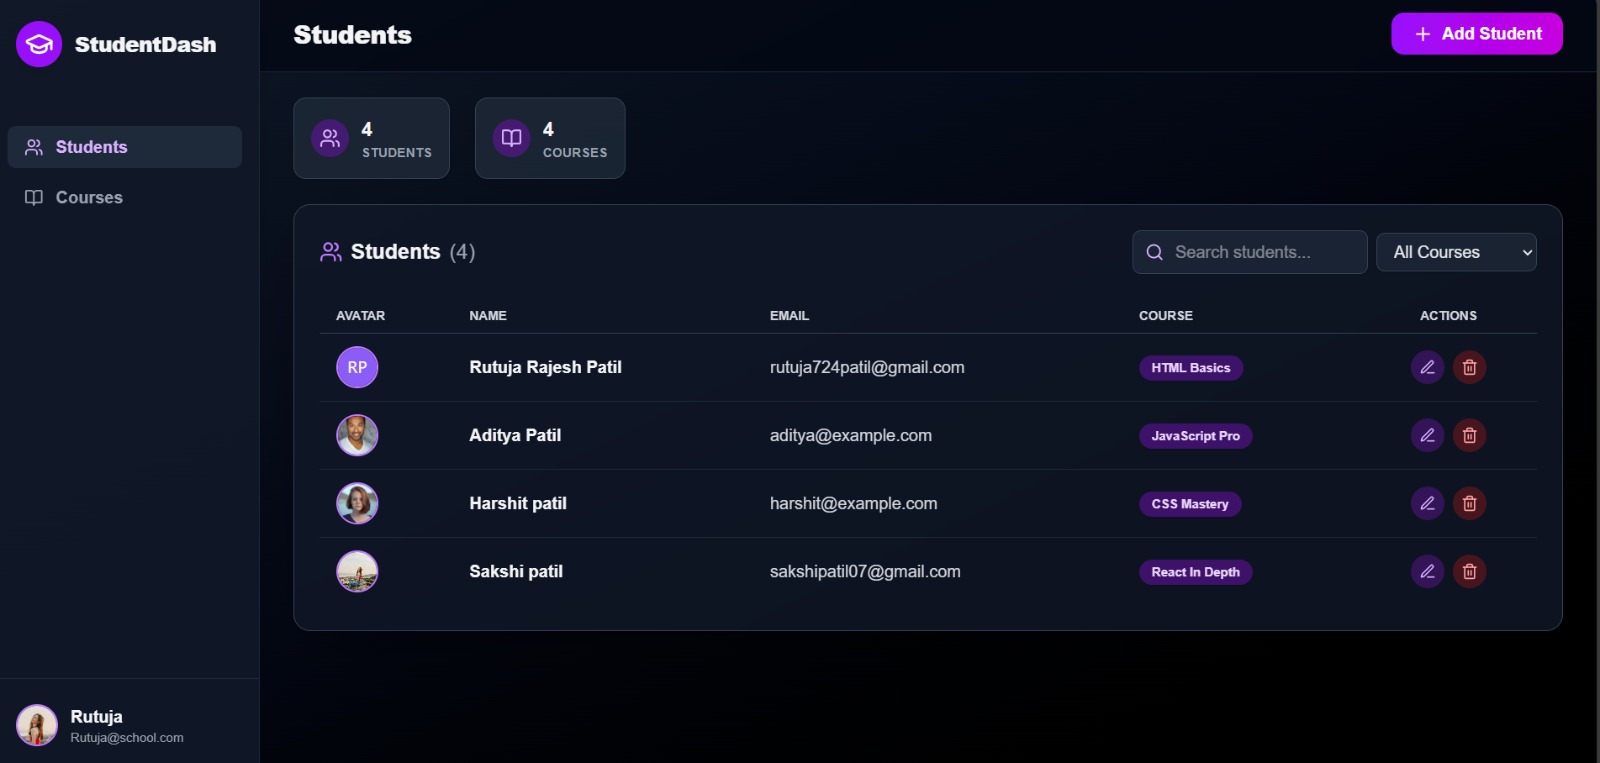 StudentDash
Students
Courses
Rutuja
Rutuja@school.com
Students
+ Add Student
4
STUDENTS
4
COURSES
Students (4)
Search students...
All Courses
AVATAR NAME EMAIL COURSE ACTIONS
RP Rutuja Rajesh Patil rutuja724patil@gmail.com HTML Basics
Aditya Patil aditya@example.com JavaScript Pro
Harshit patil harshit@example.com CSS Mastery
Sakshi patil sakshipatil07@gmail.com React In Depth